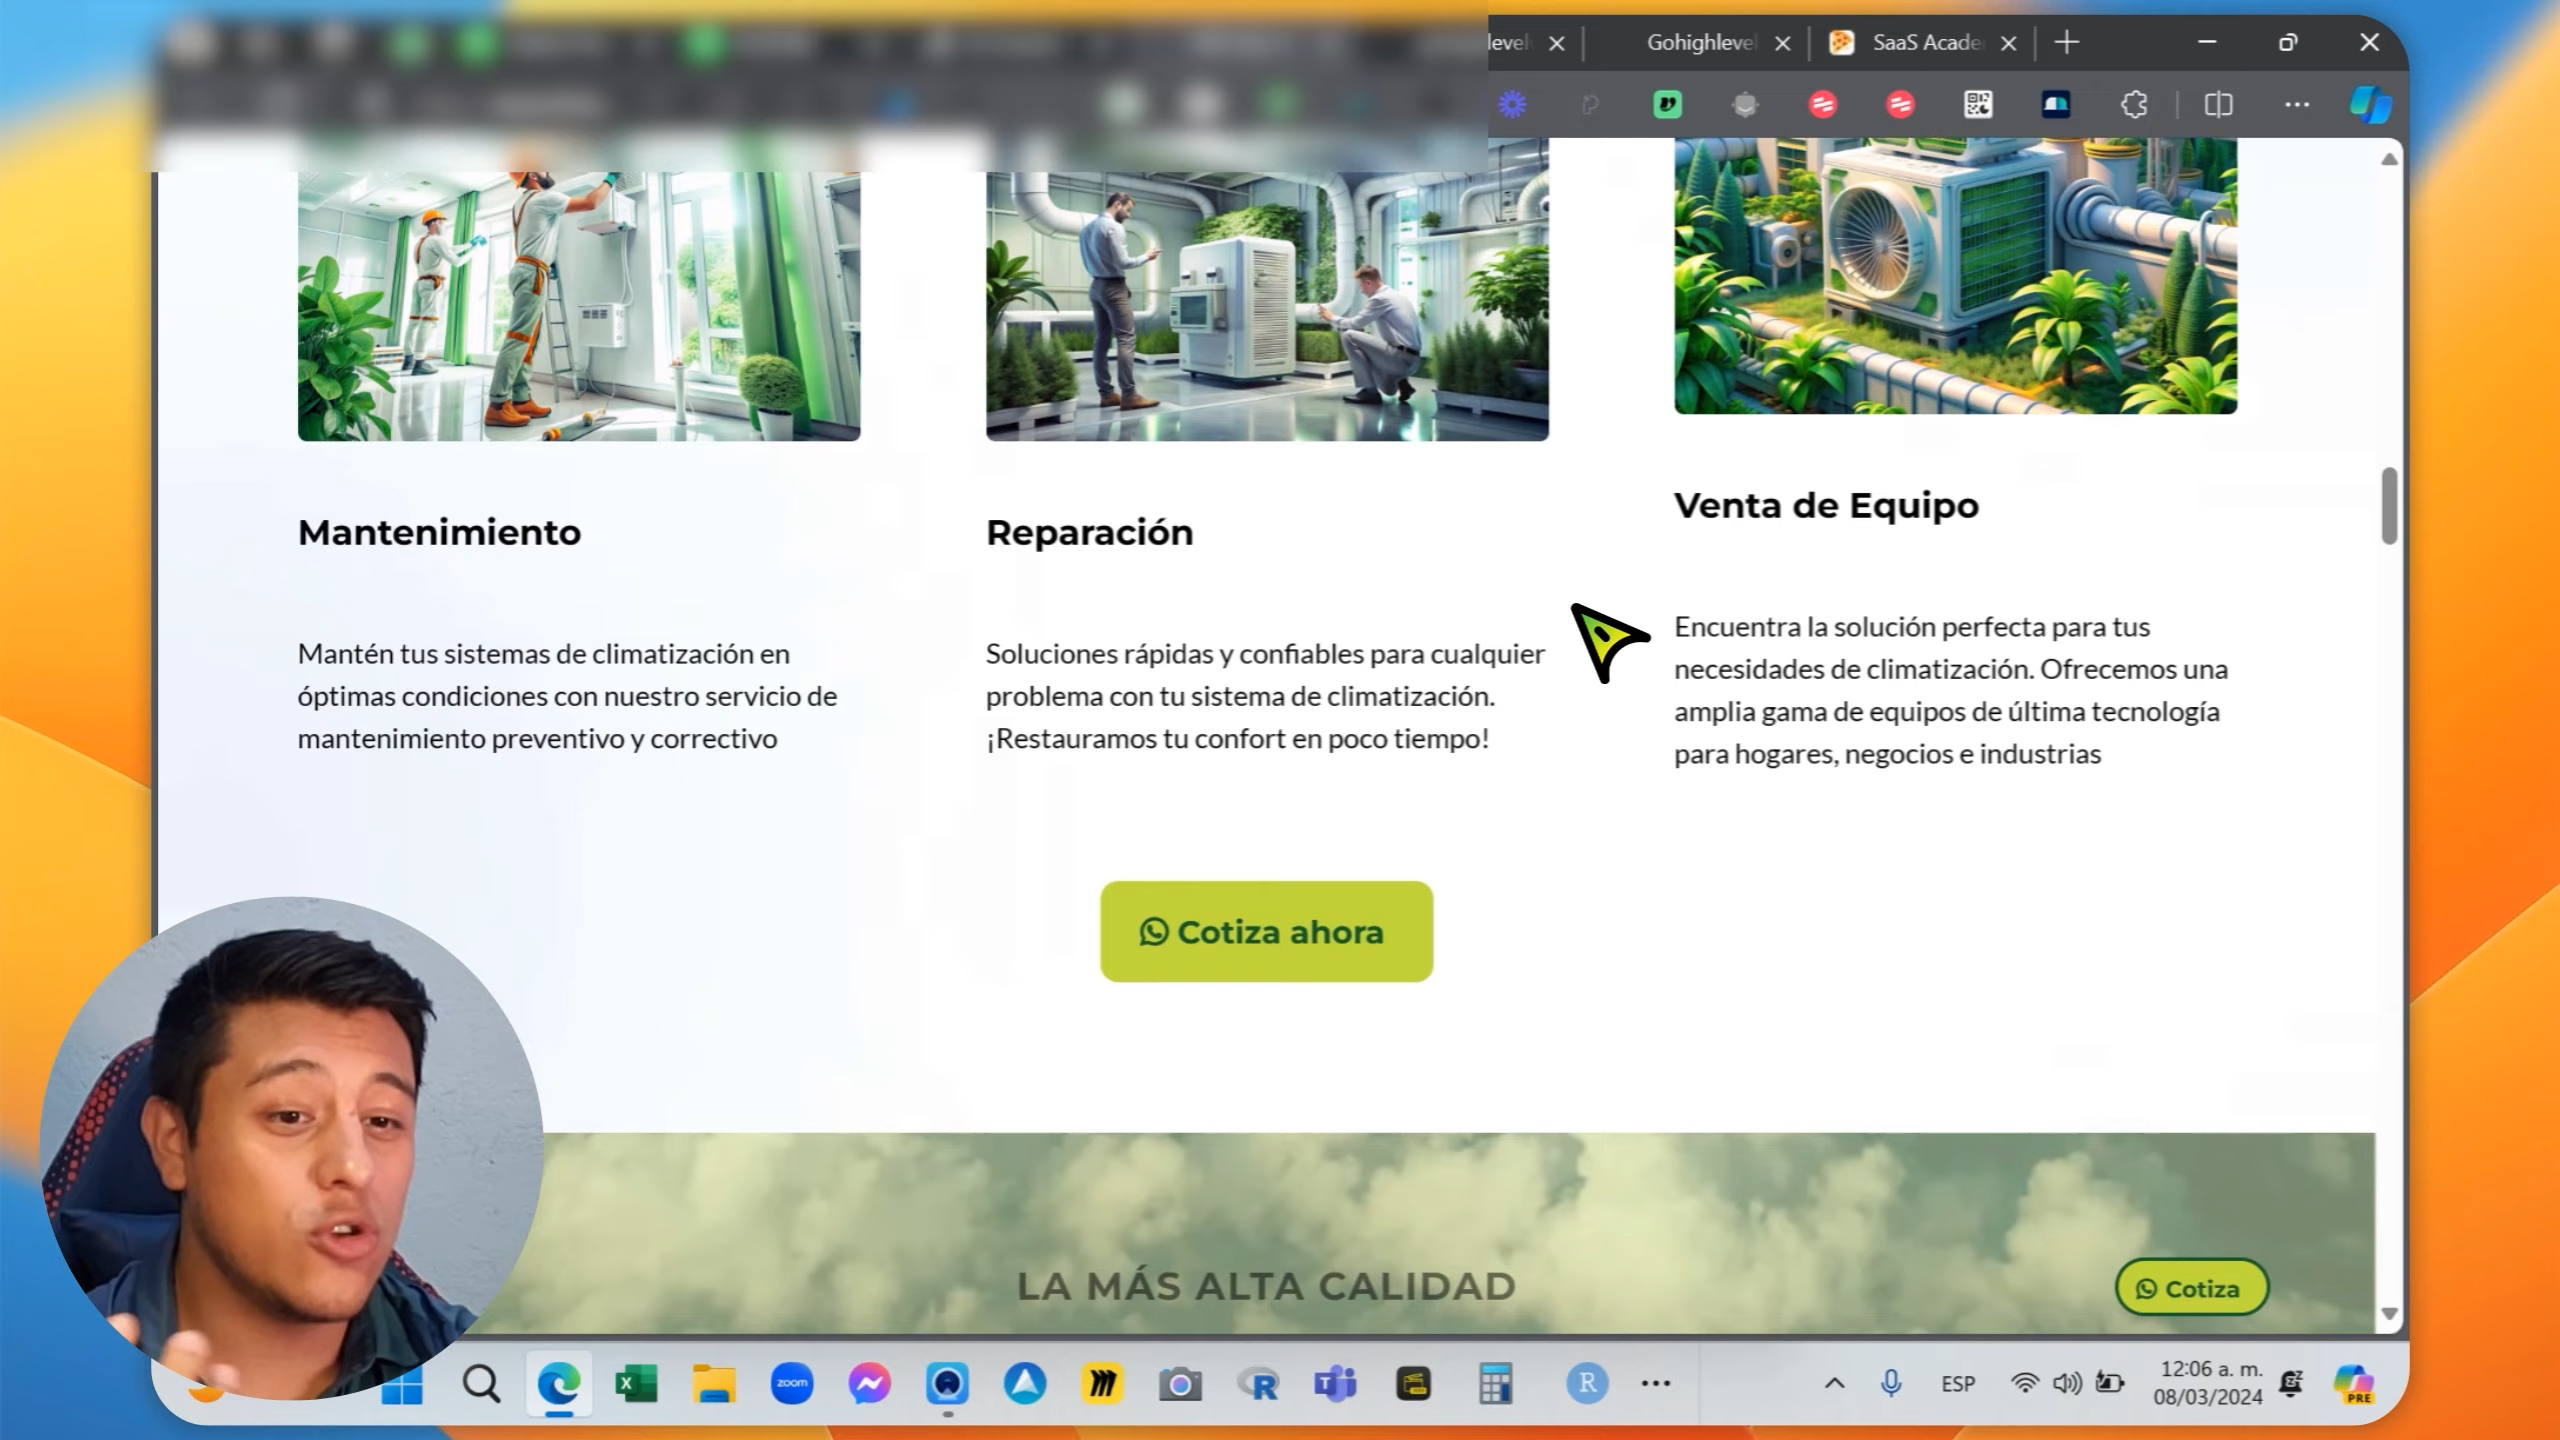 Gohighlevel
SaaS Acade
Mantenimiento
Reparación
Venta de Equipo
Mantén tus sistemas de climatización en
óptimas condiciones con nuestro servicio de
mantenimiento preventivo y correctivo
Soluciones rápidas y confiables para cualquier
problema con tu sistema de climatización.
¡Restauramos tu confort en poco tiempo!
Encuentra la solución perfecta para tus
necesidades de climatización. Ofrecemos una
amplia gama de equipos de última tecnología
para hogares, negocios e industrias
Cotiza ahora
LA MÁS ALTA CALIDAD
Cotiza
zoom
R
ESP
12:06 a. m.
08/03/2024
PRE